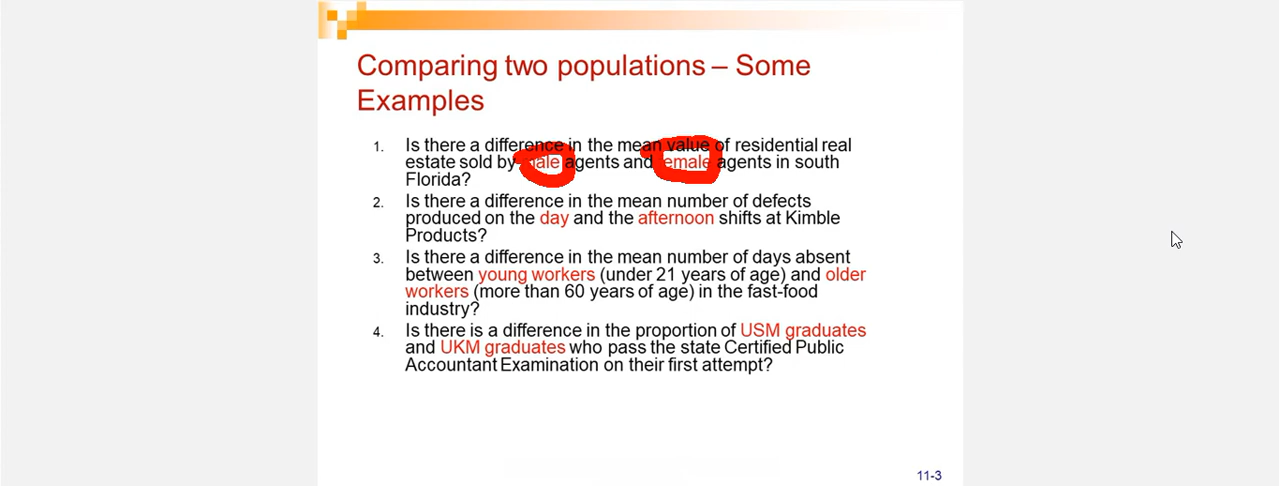 Comparing two populations – Some
Examples
1. Is there a difference in the mean value of residential real
estate sold by male agents and female agents in south
Florida?
2. Is there a difference in the mean number of defects
produced on the day and the afternoon shifts at Kimble
Products?
3. Is there a difference in the mean number of days absent
between young workers (under 21 years of age) and older
workers (more than 60 years of age) in the fast-food
industry?
4. Is there is a difference in the proportion of USM graduates
and UKM graduates who pass the state Certified Public
Accountant Examination on their first attempt?
11-3